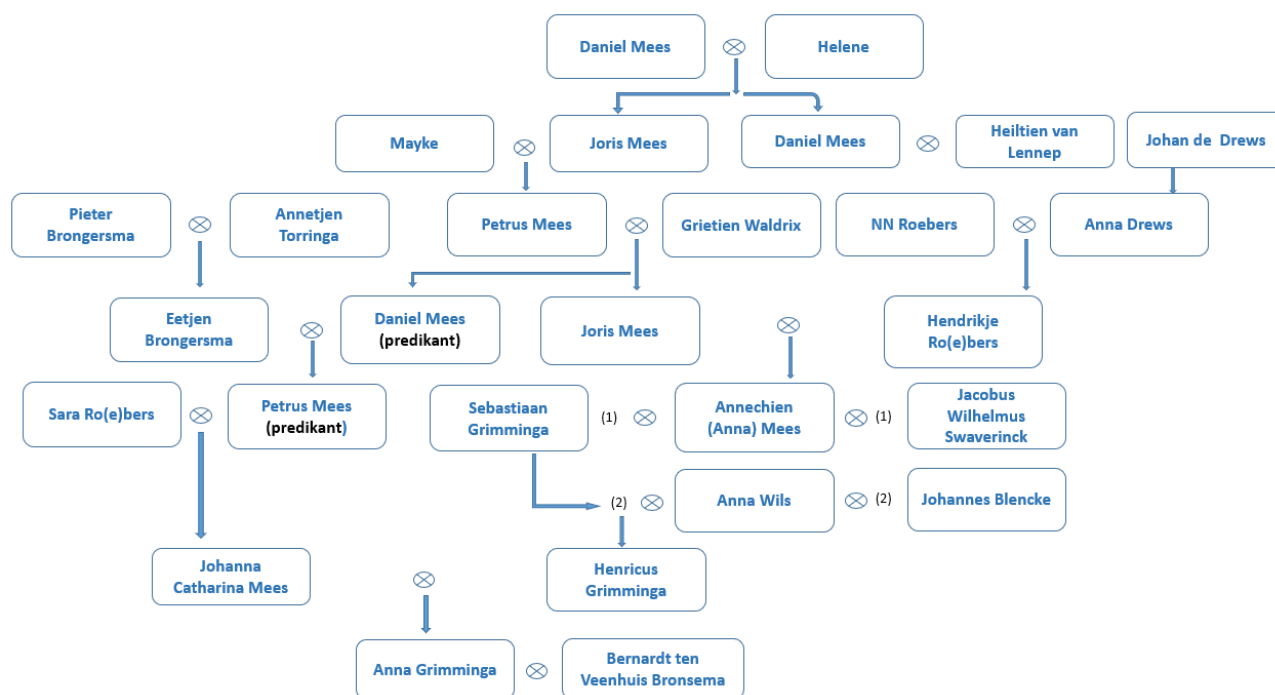 Daniel Mees
Helene
Mayke
Joris Mees
Daniel Mees
Heiltien van
Lennep
Johan de Drews
Pieter
Brongersma
Annetjen
Torringa
Petrus Mees
Grietien Waldrix
NN Roebers
Anna Drews
Eetjen
Brongersma
Daniel Mees
(predikant)
Joris Mees
Hendrikje
Ro(e)bers
Sara Ro(e)bers
Petrus Mees
(predikant)
Sebastiaan
Grimminga
(1)
Annechien
(Anna) Mees
(1)
Jacobus
Wilhelmus
Swaverinck
(2)
Anna Wils
(2)
Johannes Blencke
Johanna
Catharina Mees
Henricus
Grimminga
Anna Grimminga
Bernardt ten
Veenhuis Bronsema